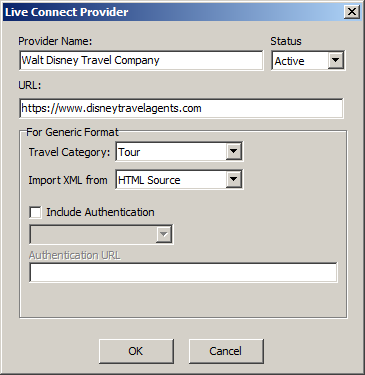 Live Connect Provider
Provider Name: Status
Walt Disney Travel Company Active
URL:
https://www.disneytravelagents.com
For Generic Format
Travel Category: Tour
Import XML from HTML Source
Include Authentication
Authentication URL
OK Cancel